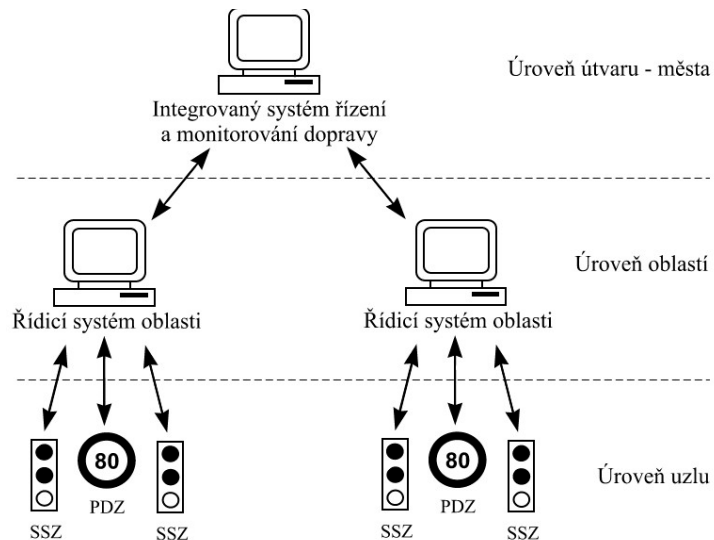 Úroveň útvaru - města
Integrovaný systém řízení
a monitorování dopravy
Úroveň oblastí
Řídicí systém oblasti
Řídicí systém oblasti
80
80
Úroveň uzlu
PDZ
PDZ
SSZ
SSZ
SSZ
SSZ